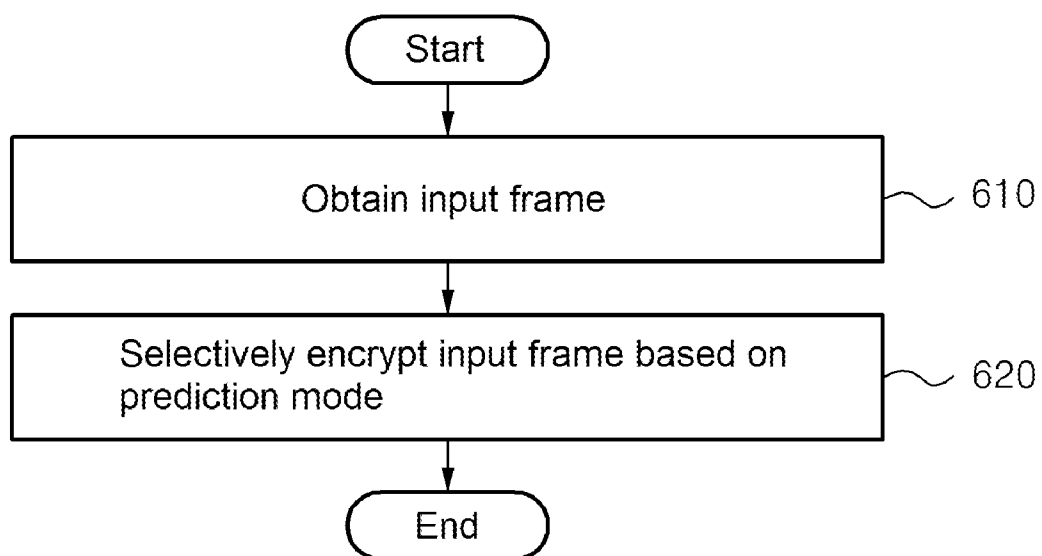 Start
Obtain input frame
610
Selectively encrypt input frame based on
prediction mode
620
End